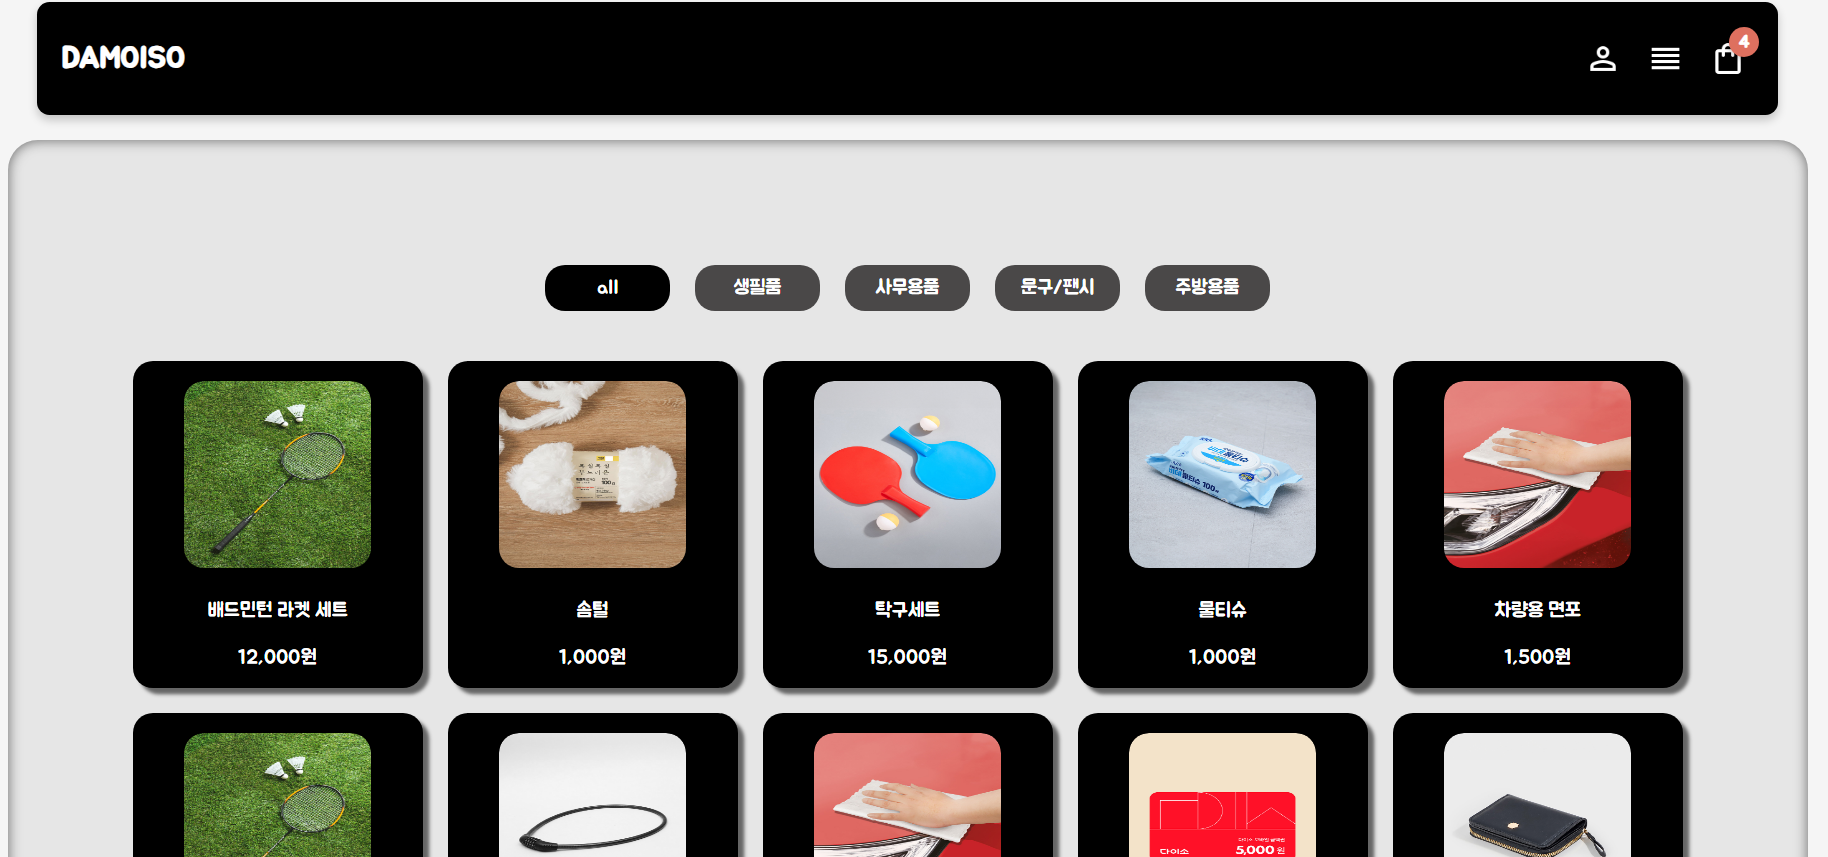 DAMOISO
4
all
생필품
사무용품
문구/팬시
주방용품
배드민턴 라켓 세트
솜털
탁구세트
물티슈
차량용 면포
12,000원
1,000원
15,000원
1,000원
1,500원
다이소
5,000 원